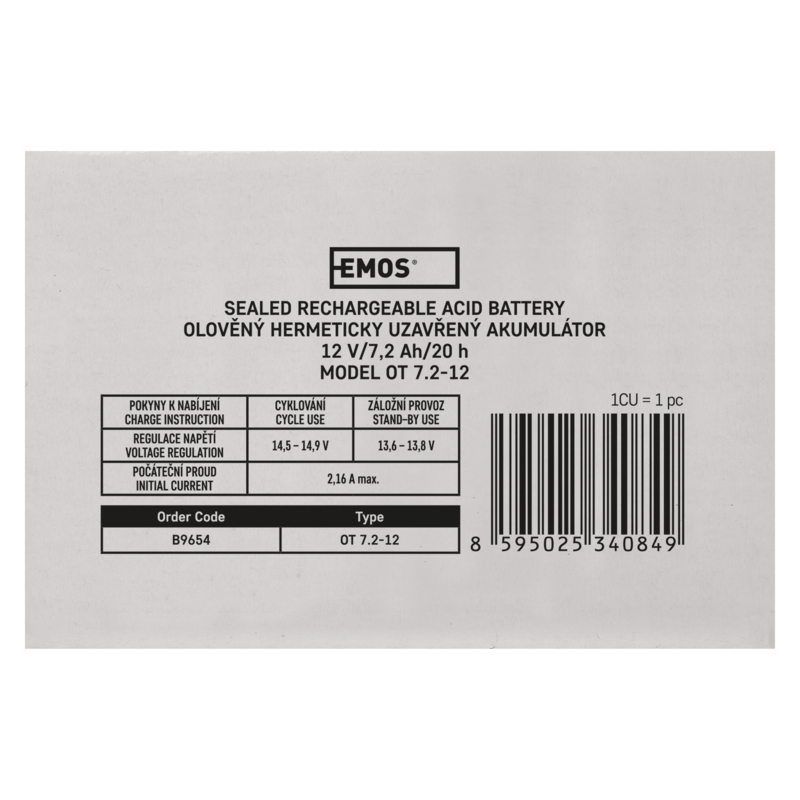 EMOS®
SEALED RECHARGEABLE ACID BATTERY
OLOVĚNÝ HERMETICKY UZAVŘENÝ AKUMULÁTOR
12 V/7,2 Ah/20 h
MODEL OT 7.2-12
1CU = 1 pc
POKYNY K NABÍJENÍ CYKLOVÁNÍ ZÁLOŽNÍ PROVOZ
CHARGE INSTRUCTION CYCLE USE STAND-BY USE
REGULACE NAPĚTÍ
VOLTAGE REGULATION 14,5 – 14,9 V 13,6 – 13,8 V
POČÁTEČNÍ PROUD
INITIAL CURRENT 2,16 A max.
Order Code Type
B9654 OT 7.2-12
8 595025 340849